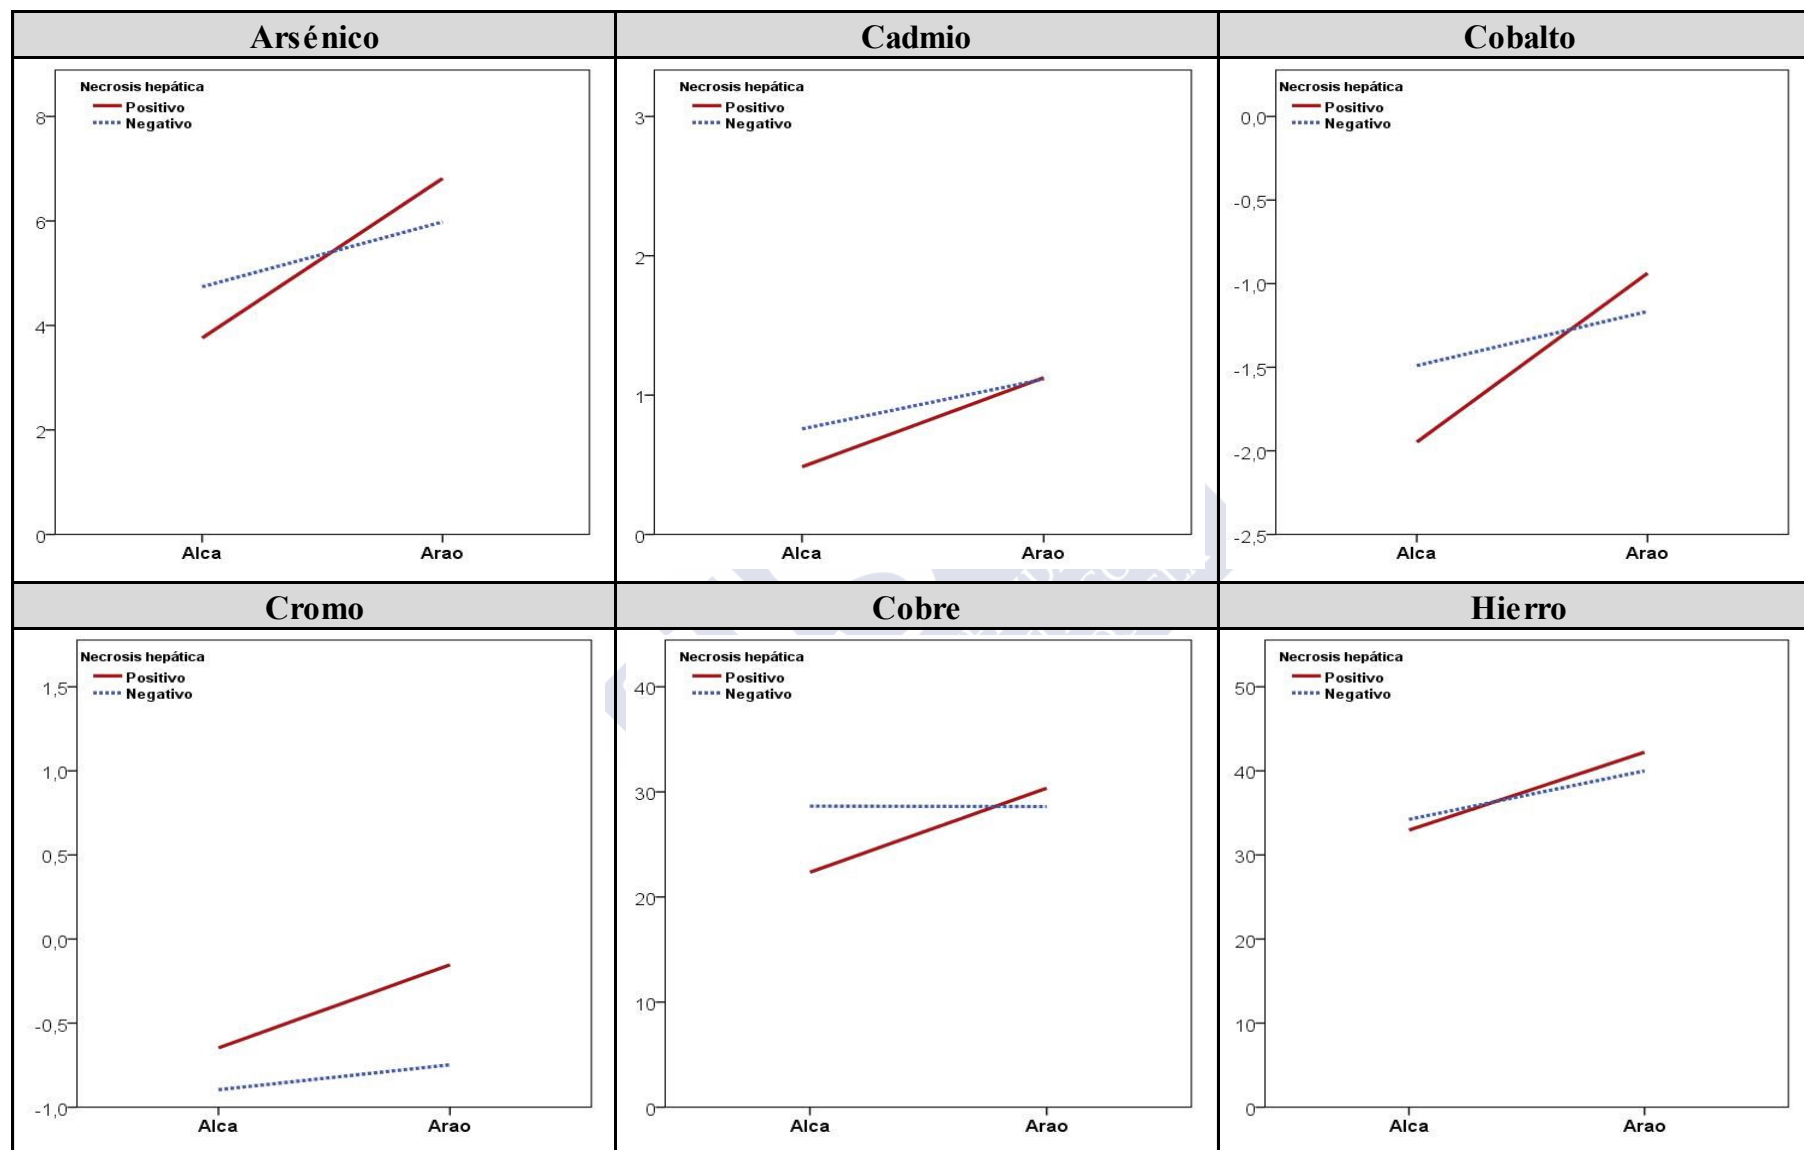 Arsénico
Cadmio
Cobalto
Necrosis hepática
Positivo
Negativo
8
6
4
2
0
Alca
Arao
Necrosis hepática
Positivo
Negativo
3
2
1
0
Alca
Arao
Necrosis hepática
Positivo
Negativo
0,0
-0,5
-1,0
-1,5
-2,0
-2,5
Alca
Arao
Cromo
Cobre
Hierro
Necrosis hepática
Positivo
Negativo
1,5
1,0
0,5
0,0
-0,5
-1,0
Alca
Arao
Necrosis hepática
Positivo
Negativo
40
30
20
10
0
Alca
Arao
Necrosis hepática
Positivo
Negativo
50
40
30
20
10
0
Alca
Arao